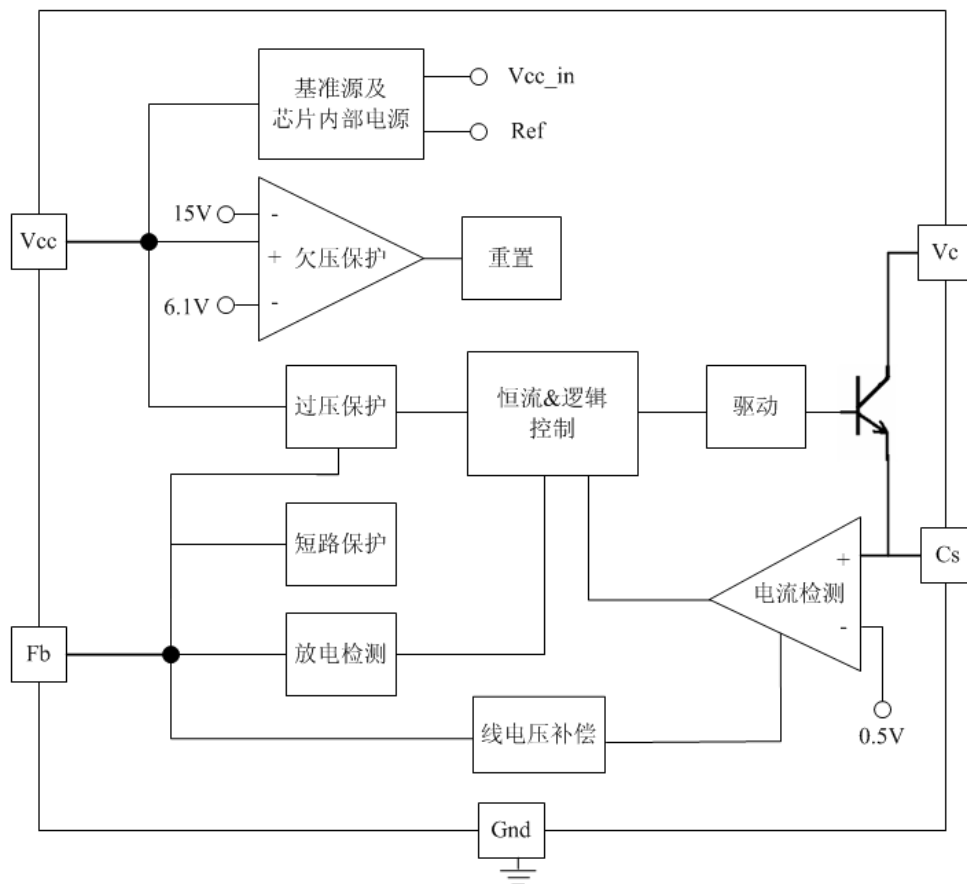 基准源及
芯片内部电源
Vcc_in
Ref
15V
-
Vcc
+
欠压保护
重置
Vc
6.1V
-
过压保护
恒流&逻辑
控制
驱动
短路保护
+
Cs
电流检测
-
Fb
放电检测
线电压补偿
0.5V
Gnd